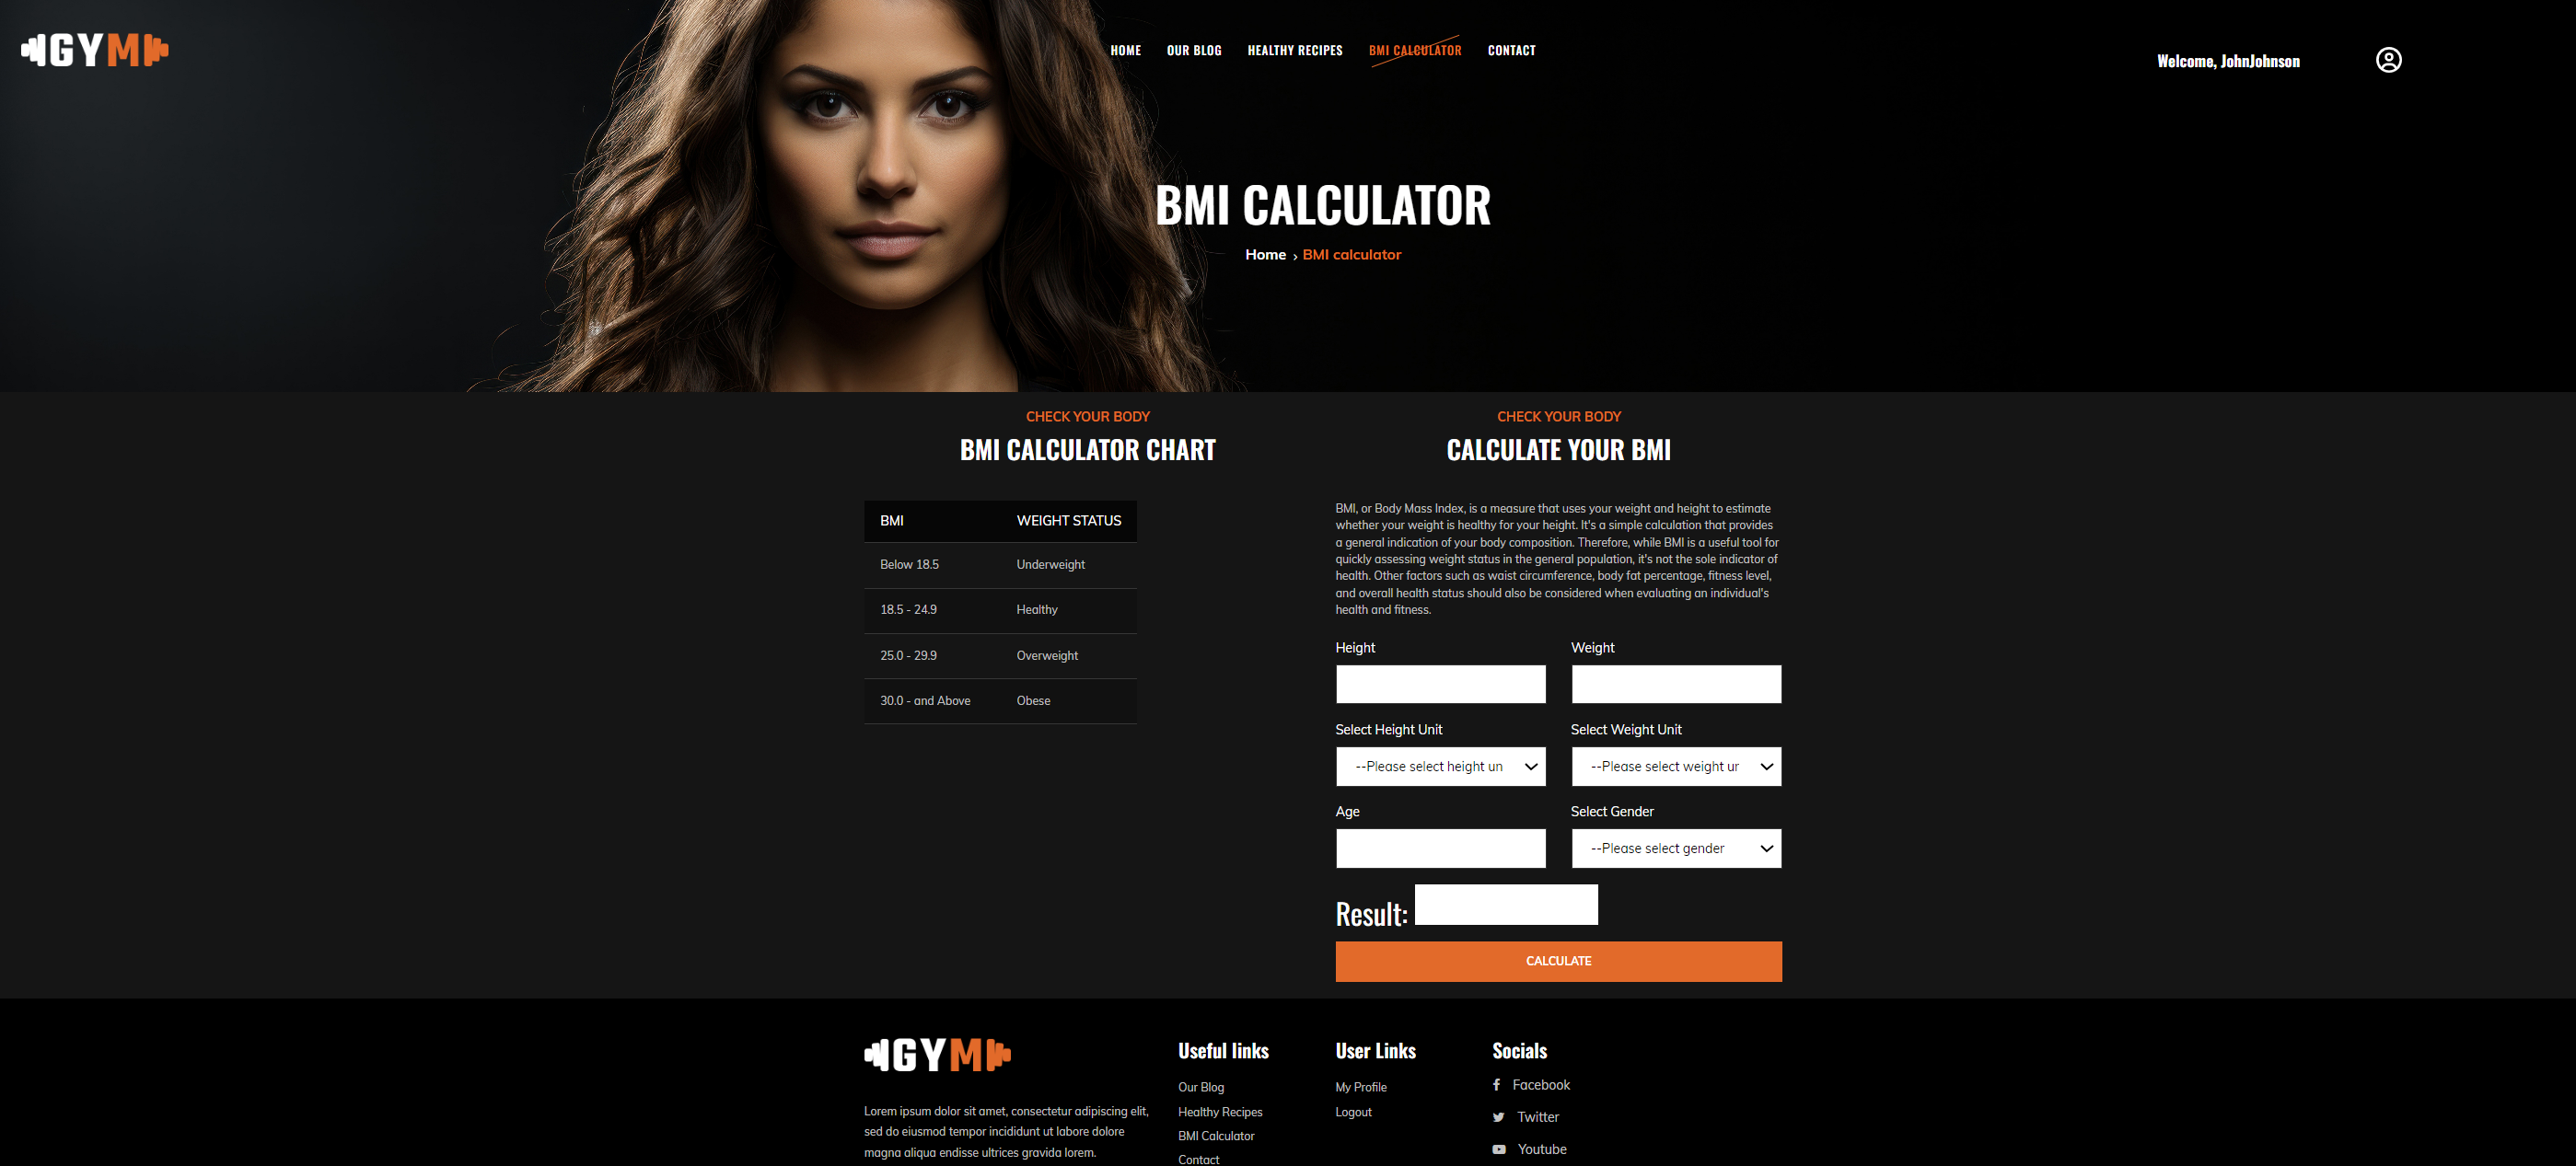 GYM
HOME OUR BLOG HEALTHY RECIPES BMI CALCULATOR CONTACT
Welcome, JohnJohnson
BMI CALCULATOR
Home › BMI calculator
CHECK YOUR BODY
BMI CALCULATOR CHART
BMI WEIGHT STATUS
Below 18.5 Underweight
18.5 - 24.9 Healthy
25.0 - 29.9 Overweight
30.0 - and Above Obese
CHECK YOUR BODY
CALCULATE YOUR BMI
BMI, or Body Mass Index, is a measure that uses your weight and height to estimate
whether your weight is healthy for your height. It's a simple calculation that provides
a general indication of your body composition. Therefore, while BMI is a useful tool for
quickly assessing weight status in the general population, it's not the sole indicator of
health. Other factors such as waist circumference, body fat percentage, fitness level,
and overall health status should also be considered when evaluating an individual's
health and fitness.
Height Weight
Select Height Unit Select Weight Unit
--Please select height un --Please select weight ur
Age Select Gender
--Please select gender
Result:
CALCULATE
GYM
Lorem ipsum dolor sit amet, consectetur adipiscing elit,
sed do eiusmod tempor incididunt ut labore dolore
magna aliqua endisse ultrices gravida lorem.
Useful links
Our Blog
Healthy Recipes
BMI Calculator
Contact
User Links
My Profile
Logout
Socials
Facebook
Twitter
Youtube